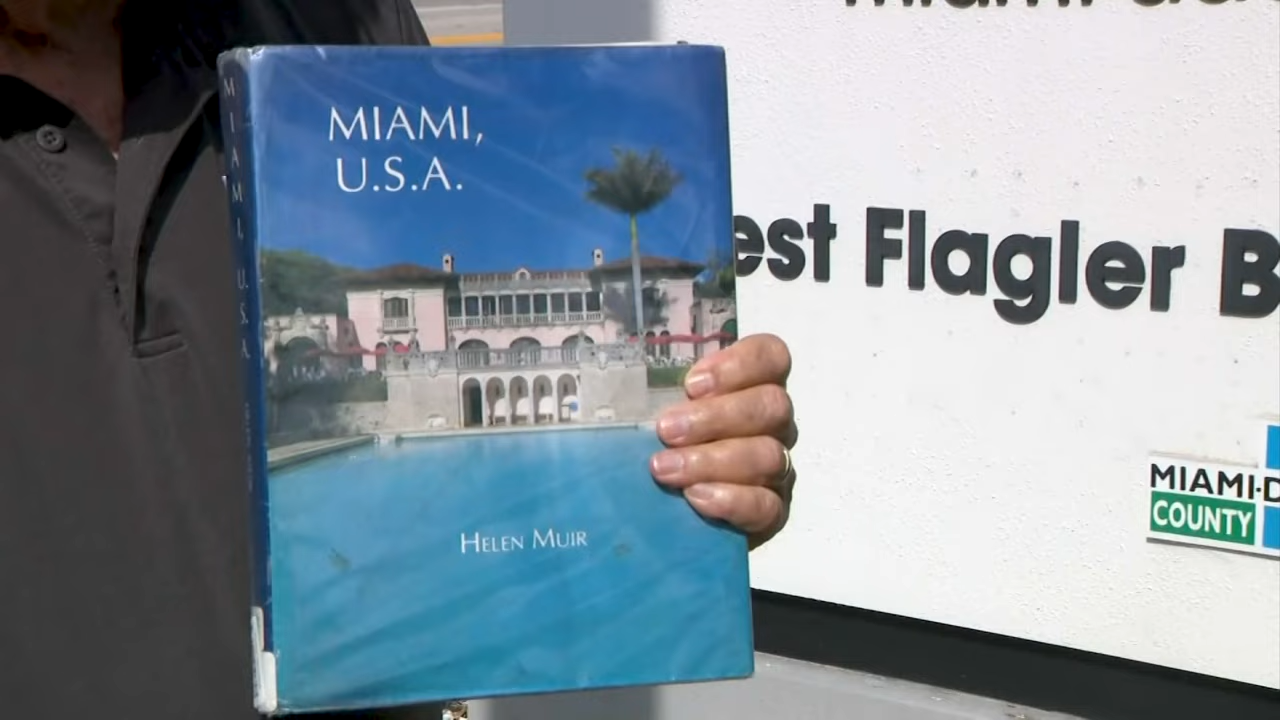 MIAMI,
U.S.A.
HELEN MUIR
MIAMI, U.S.A.
est Flagler B
MIAMI-D
COUNTY